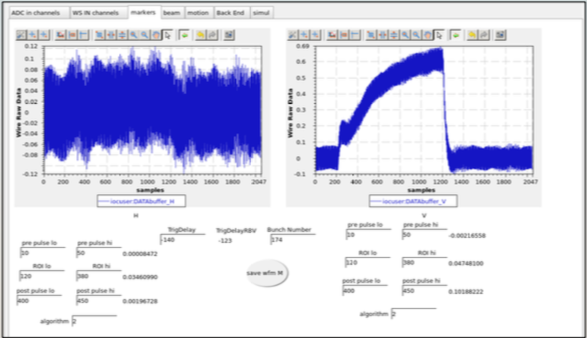 ADC in channels WS IN channels markers beam motion Back End simul
0.12
0.1
0.08
0.06
0.04
0.02
0
-0.02
-0.04
-0.06
-0.08
-0.12
Wire Raw Data
0 200 400 600 800 1000 1200 1400 1600 1800 2047
samples
iocuser:DATAbuffer_H
0.69
0.6
0.5
0.4
0.3
0.2
0.1
0
-0.1
Wire Raw Data
0 200 400 600 800 1000 1200 1400 1600 1800 2047
samples
iocuser:DATAbuffer_V
H
V
TrigDelay TrigDelayRBV Bunch Number
-140 -123 174
pre pulse lo pre pulse hi
10 50 0.00008472
ROI lo ROI hi
120 380 0.03460990
post pulse lo post pulse hi
400 450 0.00196728
algorithm 2
save wfm M
pre pulse lo pre pulse hi
10 50 -0.00216558
ROI lo ROI hi
110 380 0.04748100
post pulse lo post pulse hi
400 450 0.10188222
algorithm 2